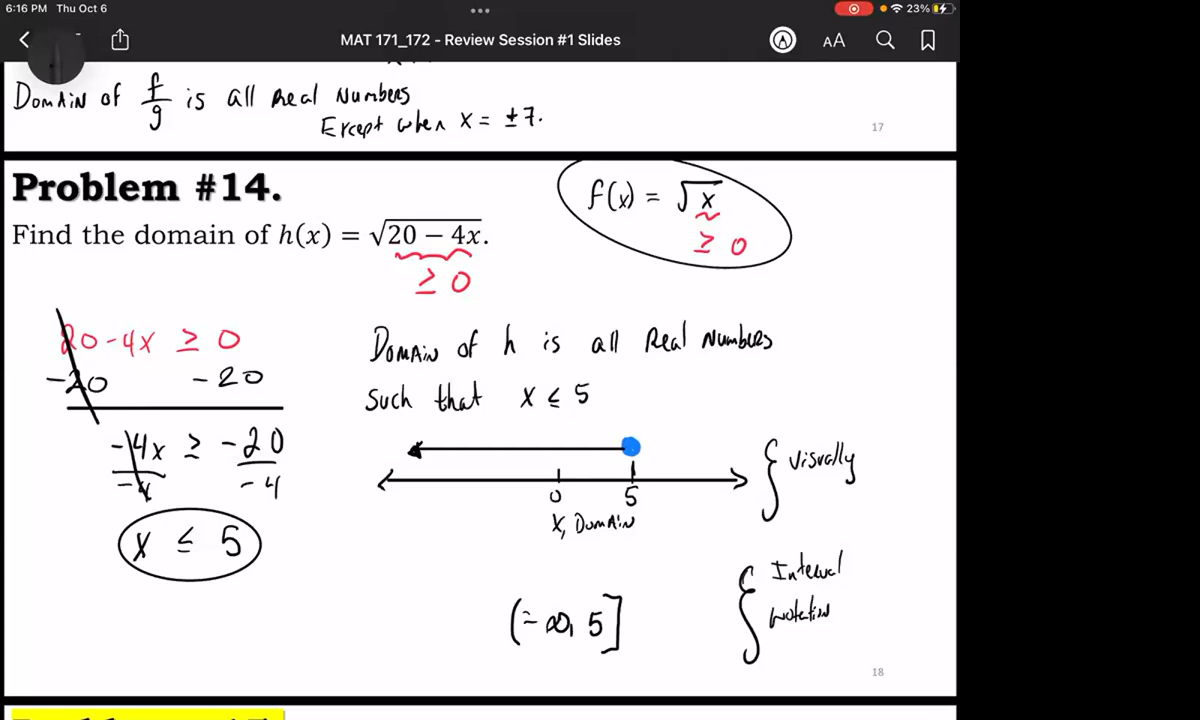 6:16 PM Thu Oct 6
23%
MAT 171_172 - Review Session #1 Slides
AA
Domain of f/g is all Real Numbers
Except when x = ±7.
17
Problem #14.
Find the domain of h(x) = √(20 − 4x).
≥ 0
f(x) = √x
≥ 0
20 - 4x ≥ 0
-20 -20
-4x ≥ -20
-4 -4
x ≤ 5
Domain of h is all Real Numbers
such that x ≤ 5
0 5
x, Domain
visually
(-∞, 5]
Interval
Notation
18